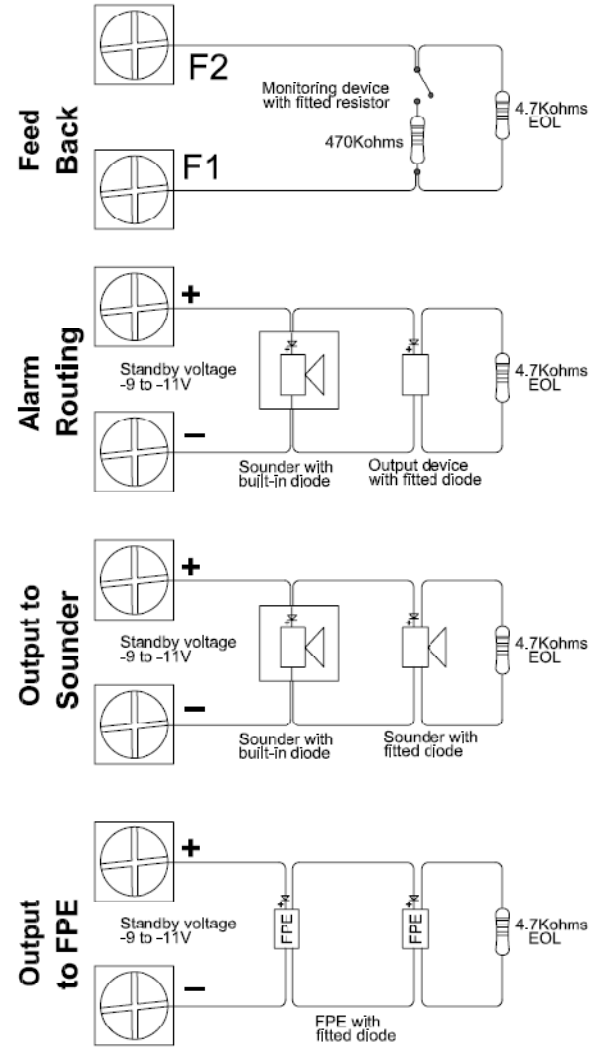 Feed
Back
F2
F1
Monitoring device
with fitted resistor
470Kohms
4.7Kohms
EOL
Alarm
Routing
+
Standby voltage
-9 to -11V
–
-
+
Sounder with
built-in diode
Output device
with fitted diode
4.7Kohms
EOL
Output to
Sounder
+
Standby voltage
-9 to -11V
–
-
+
Sounder with
built-in diode
Sounder with
fitted diode
4.7Kohms
EOL
Output
to FPE
+
Standby voltage
-9 to -11V
–
+
FPE
+
FPE
FPE with
fitted diode
4.7Kohms
EOL